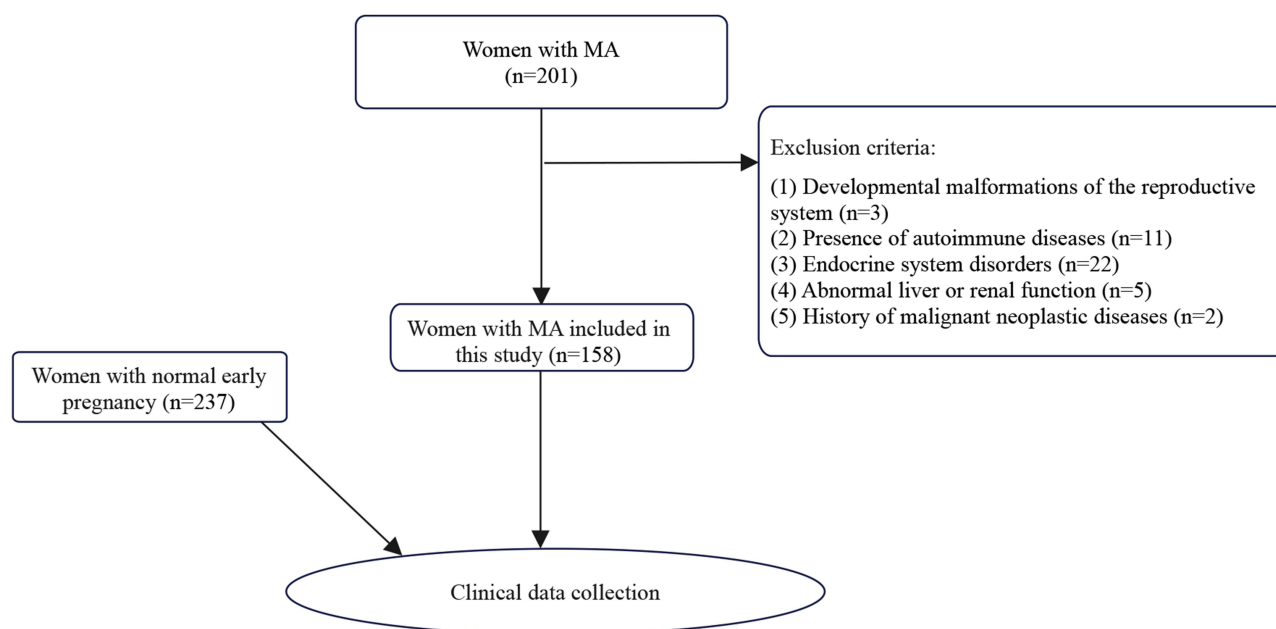 Women with MA
(n=201)
Exclusion criteria:
(1) Developmental malformations of the reproductive
system (n=3)
(2) Presence of autoimmune diseases (n=11)
(3) Endocrine system disorders (n=22)
(4) Abnormal liver or renal function (n=5)
(5) History of malignant neoplastic diseases (n=2)
Women with MA included in
this study (n=158)
Women with normal early
pregnancy (n=237)
Clinical data collection